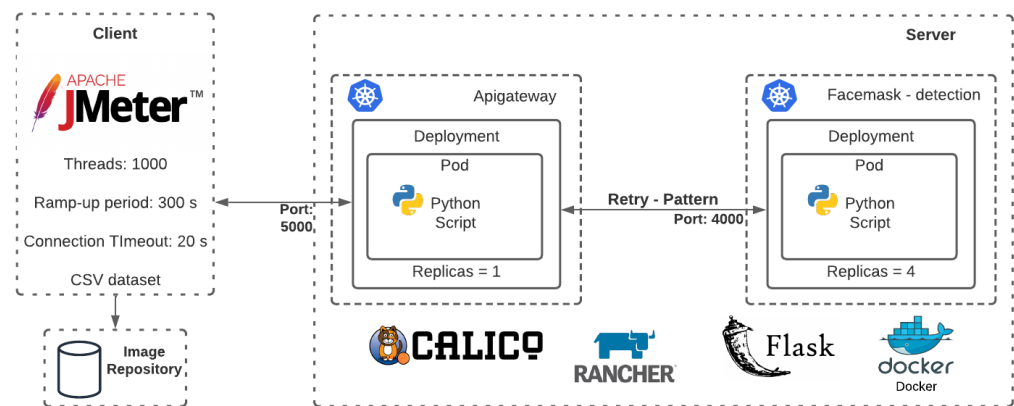 Client
APACHE
JMeter™
Threads: 1000
Ramp-up period: 300 s
Connection TImeout: 20 s
CSV dataset
Image
Repository
Port:
5000
Server
Apigateway
Deployment
Pod
Python
Script
Replicas = 1
Retry - Pattern
Port: 4000
Facemask - detection
Deployment
Pod
Python
Script
Replicas = 4
CALICO
RANCHER
Flask
docker
Docker